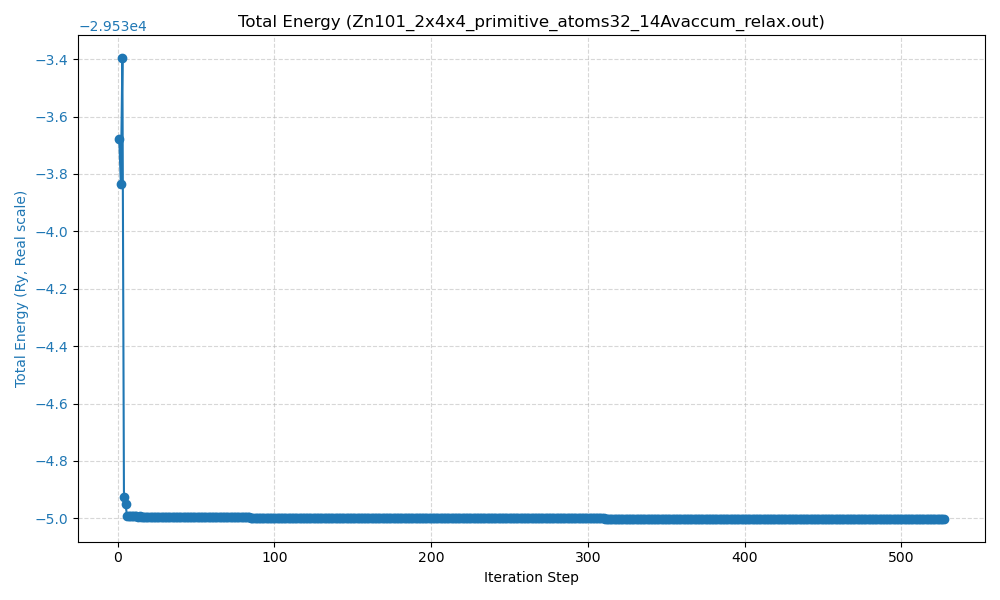 Total Energy (Zn101_2x4x4_primitive_atoms32_14Avaccum_relax.out)
−2.953e4
−3.4
−3.6
−3.8
−4.0
−4.2
−4.4
−4.6
−4.8
−5.0
Total Energy (Ry, Real scale)
0 100 200 300 400 500
Iteration Step